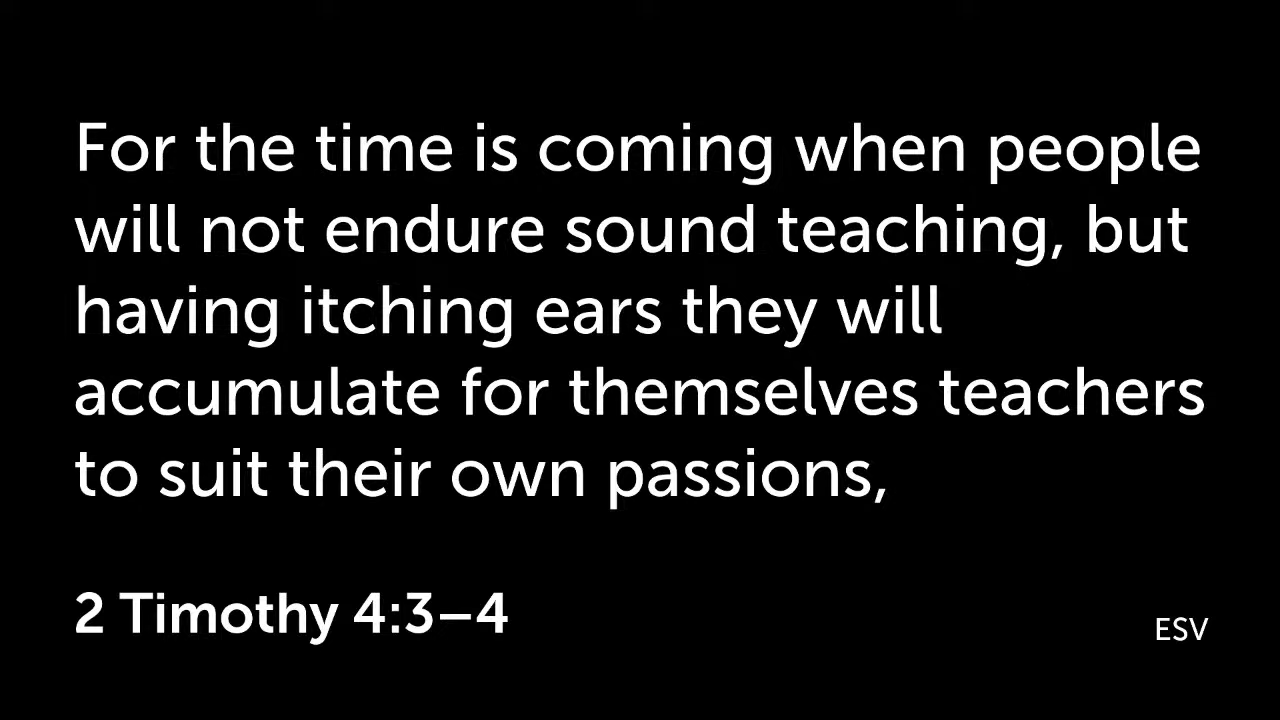 For the time is coming when people
will not endure sound teaching, but
having itching ears they will
accumulate for themselves teachers
to suit their own passions,
2 Timothy 4:3–4
ESV